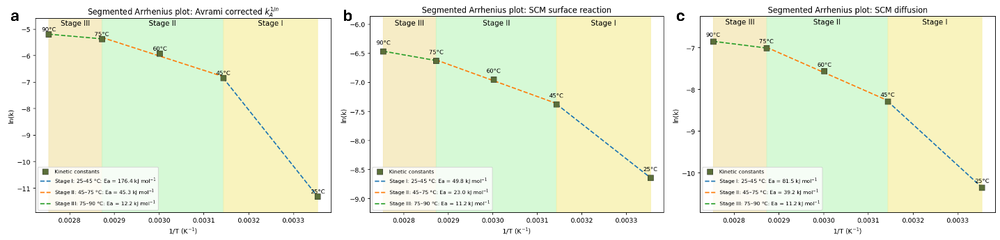 a
Segmented Arrhenius plot: Avrami corrected k_A^{1/n}
Stage III
Stage II
Stage I
90°C
75°C
60°C
45°C
25°C
ln(k)
−5
−6
−7
−8
−9
−10
−11
Kinetic constants
Stage I: 25–45 °C: Ea = 176.4 kJ mol⁻¹
Stage II: 45–75 °C: Ea = 45.3 kJ mol⁻¹
Stage III: 75–90 °C: Ea = 12.2 kJ mol⁻¹
0.0028 0.0029 0.0030 0.0031 0.0032 0.0033
1/T (K⁻¹)
b
Segmented Arrhenius plot: SCM surface reaction
Stage III
Stage II
Stage I
90°C
75°C
60°C
45°C
25°C
ln(k)
−6.0
−6.5
−7.0
−7.5
−8.0
−8.5
−9.0
Kinetic constants
Stage I: 25–45 °C: Ea = 49.8 kJ mol⁻¹
Stage II: 45–75 °C: Ea = 23.0 kJ mol⁻¹
Stage III: 75–90 °C: Ea = 11.2 kJ mol⁻¹
0.0028 0.0029 0.0030 0.0031 0.0032 0.0033
1/T (K⁻¹)
c
Segmented Arrhenius plot: SCM diffusion
Stage III
Stage II
Stage I
90°C
75°C
60°C
45°C
25°C
ln(k)
−7
−8
−9
−10
Kinetic constants
Stage I: 25–45 °C: Ea = 81.5 kJ mol⁻¹
Stage II: 45–75 °C: Ea = 39.2 kJ mol⁻¹
Stage III: 75–90 °C: Ea = 11.2 kJ mol⁻¹
0.0028 0.0029 0.0030 0.0031 0.0032 0.0033
1/T (K⁻¹)